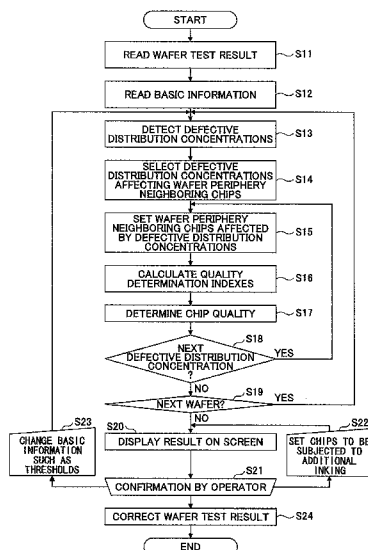 START
READ WAFER TEST RESULT
S11
READ BASIC INFORMATION
S12
DETECT DEFECTIVE
DISTRIBUTION CONCENTRATIONS
S13
SELECT DEFECTIVE
DISTRIBUTION CONCENTRATIONS
AFFECTING WAFER PERIPHERY
NEIGHBORING CHIPS
S14
SET WAFER PERIPHERY
NEIGHBORING CHIPS AFFECTED
BY DEFECTIVE DISTRIBUTION
CONCENTRATIONS
S15
CALCULATE QUALITY
DETERMINATION INDEXES
S16
DETERMINE CHIP QUALITY
S17
S18
NEXT
DEFECTIVE DISTRIBUTION
CONCENTRATION
?
YES
NO
S19
NEXT WAFER?
YES
NO
S20
DISPLAY RESULT ON SCREEN
S23
CHANGE BASIC
INFORMATION
SUCH AS
THRESHOLDS
S22
SET CHIPS TO BE
SUBJECTED TO
ADDITIONAL
INKING
S21
CONFIRMATION BY OPERATOR
CORRECT WAFER TEST RESULT
S24
END